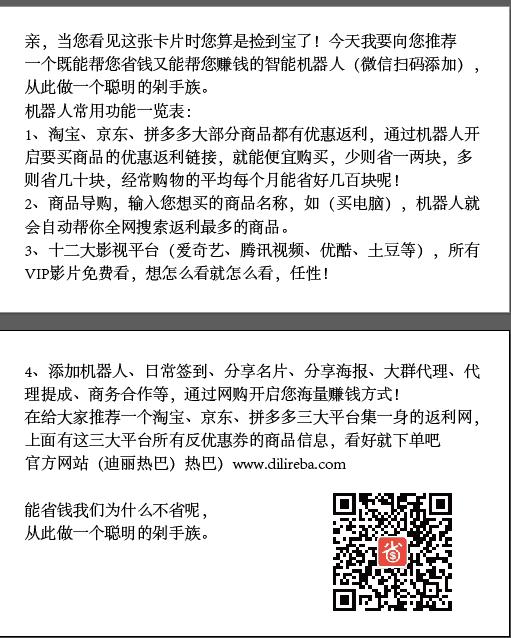 亲，当您看见这张卡片时您算是捡到宝了！今天我要向您推荐
一个既能帮您省钱又能帮您赚钱的智能机器人（微信扫码添加），
从此做一个聪明的剁手族。
机器人常用功能一览表：
1、淘宝、京东、拼多多大部分商品都有优惠返利，通过机器人开
启要买商品的优惠返利链接，就能便宜购买，少则省一两块，多
则省几十块，经常购物的平均每个月能省好几百块呢！
2、商品导购，输入您想买的商品名称，如（买电脑），机器人就
会自动帮你全网搜索返利最多的商品。
3、十二大影视平台（爱奇艺、腾讯视频、优酷、土豆等），所有
VIP影片免费看，想怎么看就怎么看，任性！
4、添加机器人、日常签到、分享名片、分享海报、大群代理、代
理提成、商务合作等，通过网购开启您海量赚钱方式！
在给大家推荐一个淘宝、京东、拼多多三大平台集一身的返利网，
上面有这三大平台所有反优惠券的商品信息，看好就下单吧
官方网站（迪丽热巴）热巴）www.dilireba.com
能省钱我们为什么不省呢，
从此做一个聪明的剁手族。
省